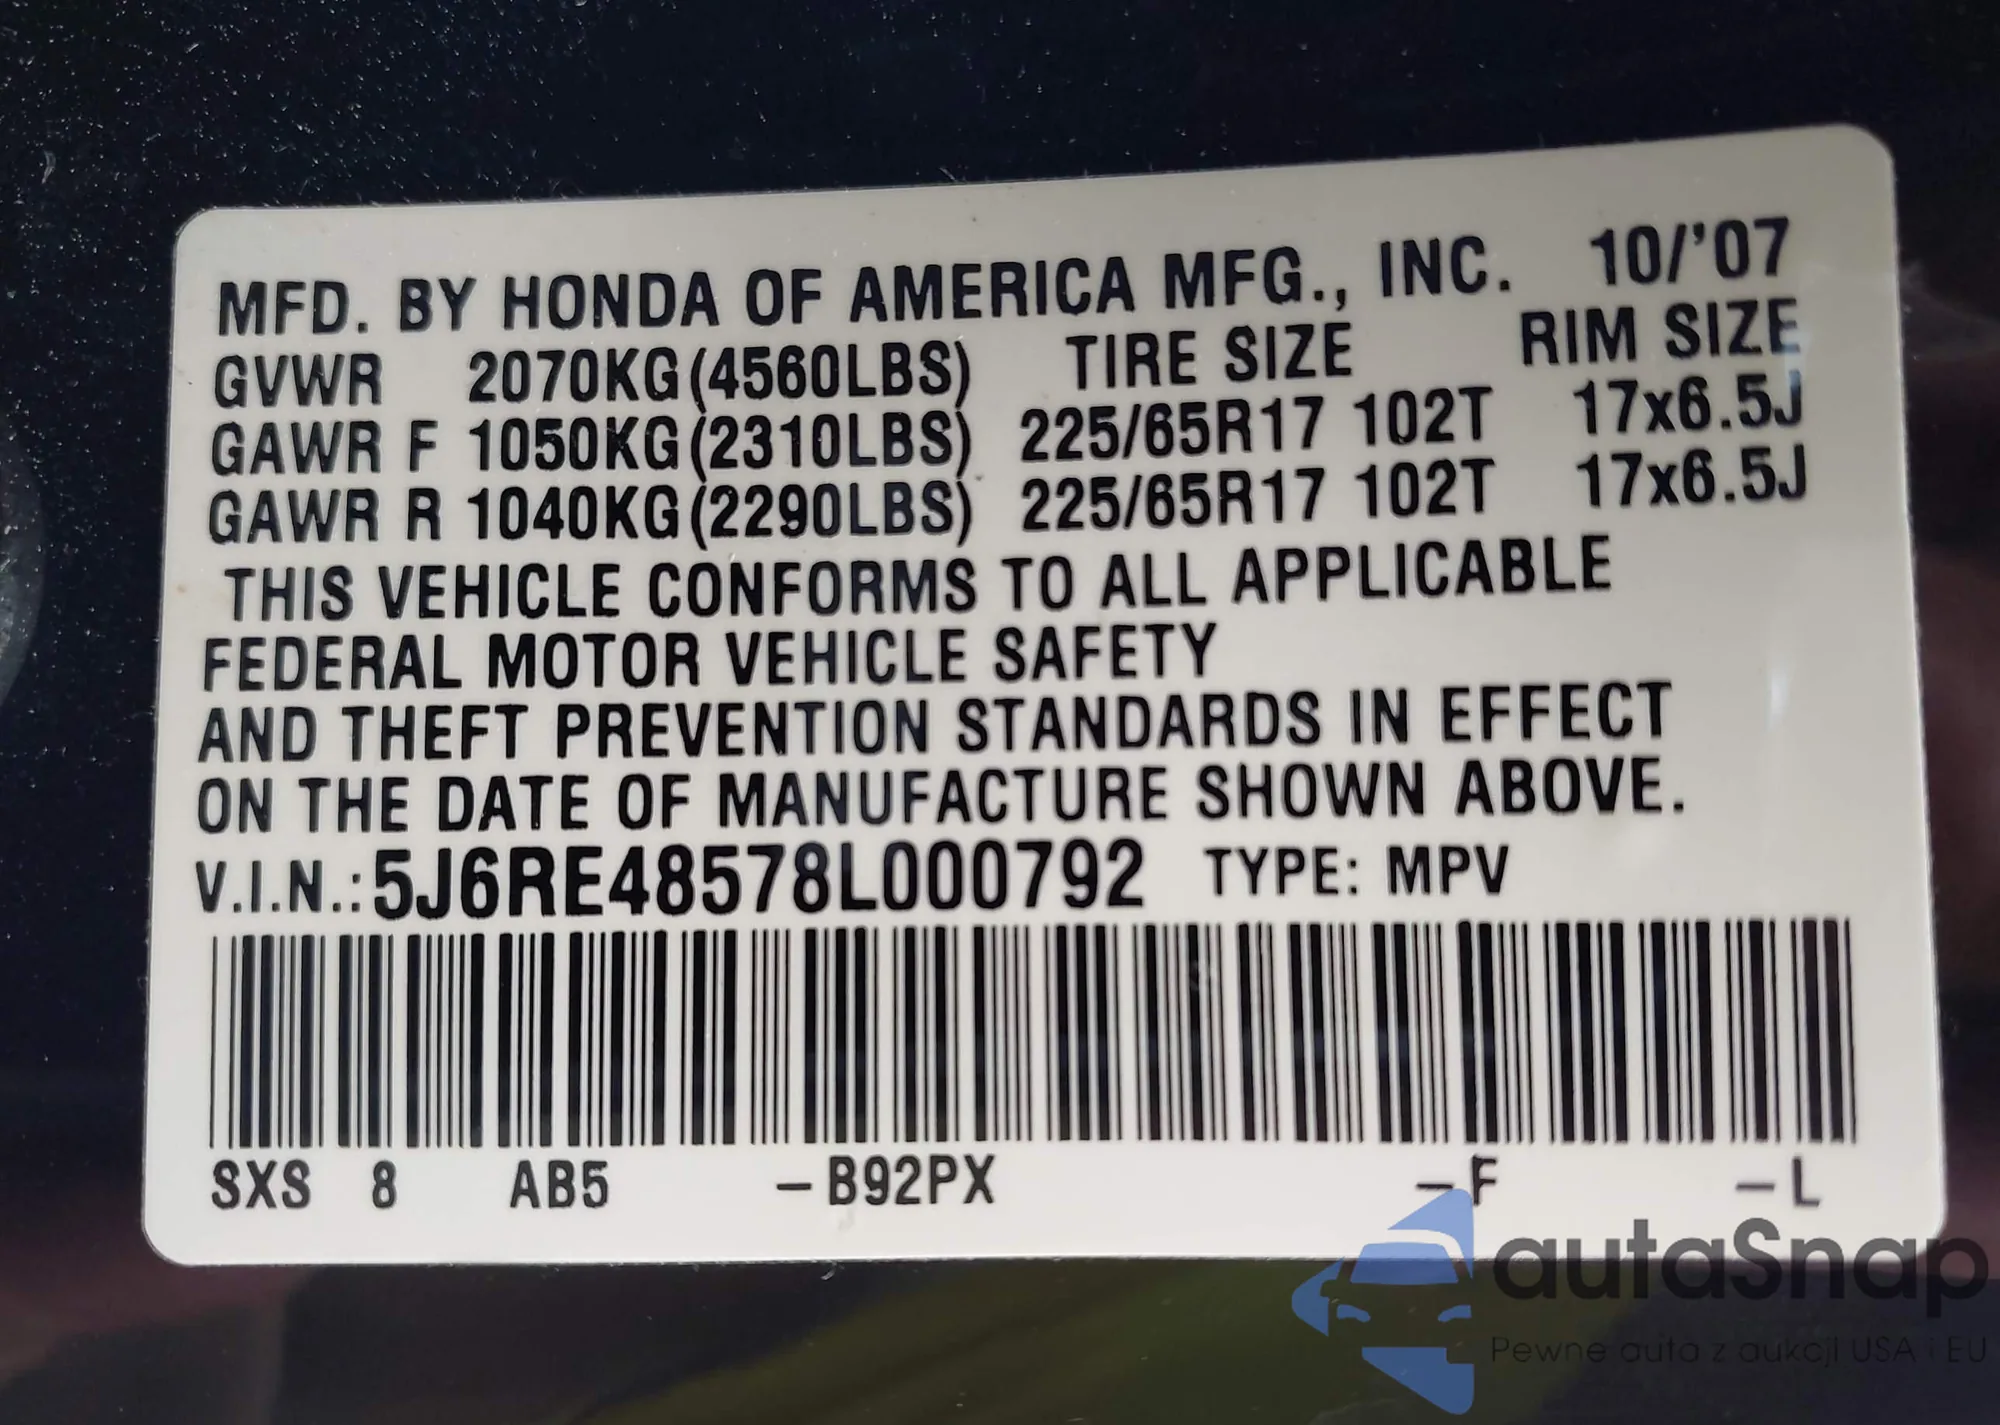 MFD. BY HONDA OF AMERICA MFG., INC. 10/'07
GVWR 2070KG(4560LBS) TIRE SIZE RIM SIZE
GAWR F 1050KG(2310LBS) 225/65R17 102T 17x6.5J
GAWR R 1040KG(2290LBS) 225/65R17 102T 17x6.5J
THIS VEHICLE CONFORMS TO ALL APPLICABLE
FEDERAL MOTOR VEHICLE SAFETY
AND THEFT PREVENTION STANDARDS IN EFFECT
ON THE DATE OF MANUFACTURE SHOWN ABOVE.
V.I.N.:5J6RE48578L000792 TYPE: MPV
SXS 8 AB5 –B92PX –F –L
autaSnap
Pewne auta z aukcji USA i EU